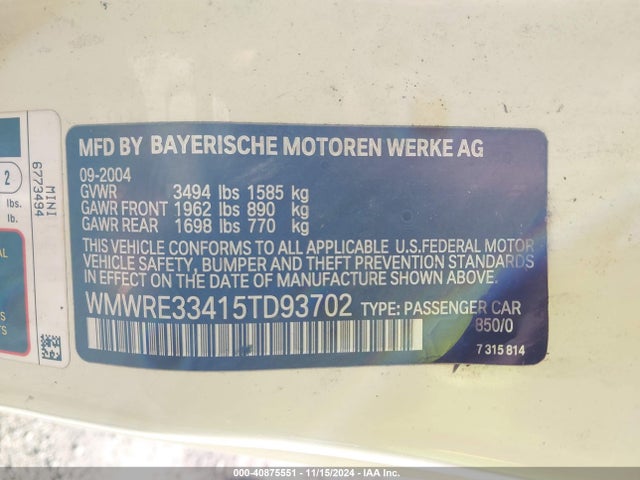 MFD BY BAYERISCHE MOTOREN WERKE AG
09-2004
GVWR 3494 lbs 1585 kg
GAWR FRONT 1962 lbs 890 kg
GAWR REAR 1698 lbs 770 kg
THIS VEHICLE CONFORMS TO ALL APPLICABLE U.S.FEDERAL MOTOR
VEHICLE SAFETY, BUMPER AND THEFT PREVENTION STANDARDS
IN EFFECT ON THE DATE OF MANUFACTURE SHOWN ABOVE.
WMWRE33415TD93702 TYPE: PASSENGER CAR
850/0
7 315 814
MINI
6773494
2
lbs.
lb.
000-40875551 - 11/15/2024 - IAA Inc.